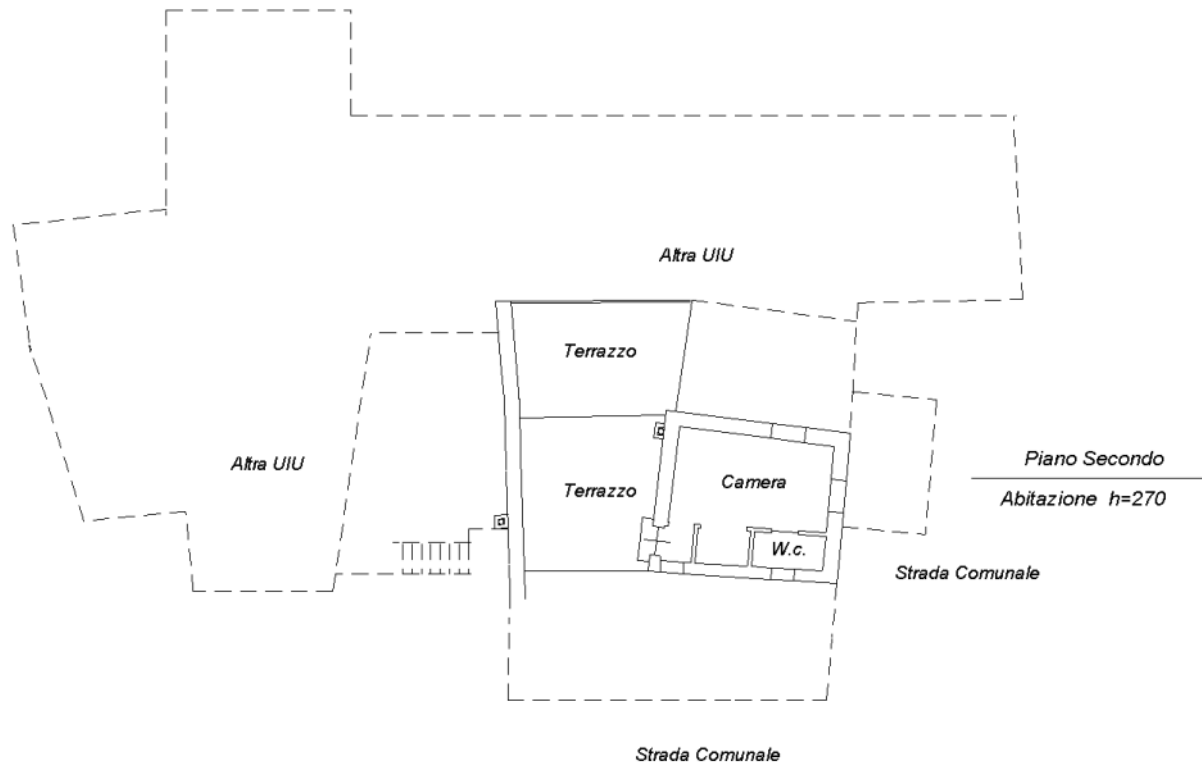 Altra UIU
Terrazzo
Altra UIU
Terrazzo
Camera
W.c.
Piano Secondo
Abitazione h=270
Strada Comunale
Strada Comunale